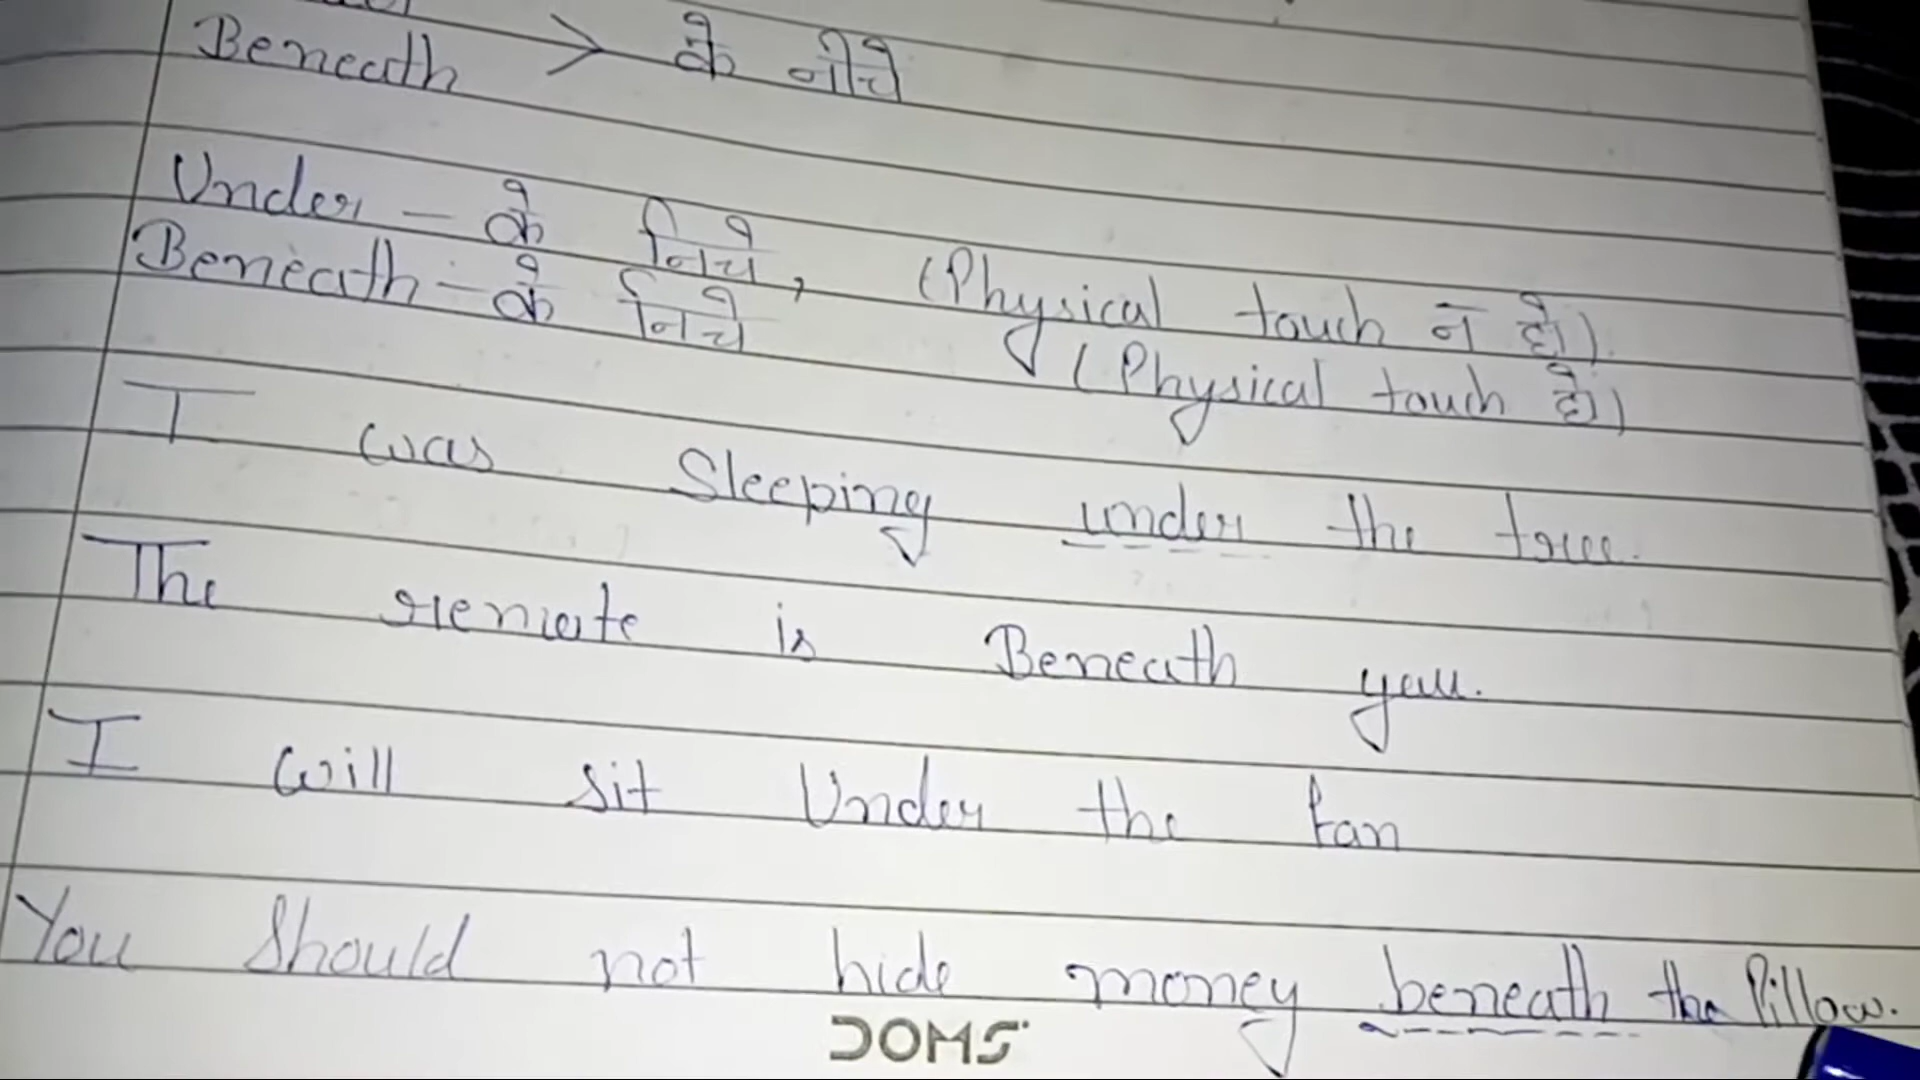 Beneath > के नीचे
Under - के निचे, (Physical touch न हो)
Beneath - के निचे (Physical touch हो)
I was Sleeping under the tree.
The remote is Beneath you.
I will sit Under the fan
You Should not hide money beneath the Pillow.
DOMS